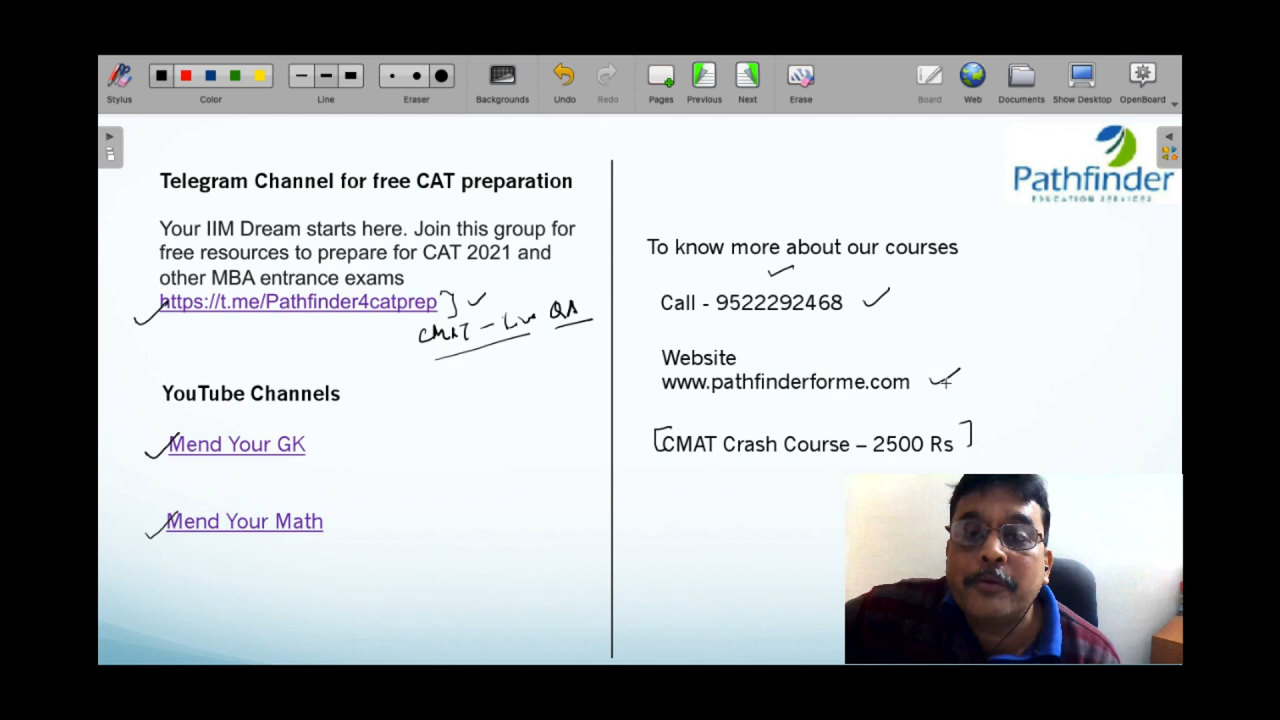 Stylus
Color
Line
Eraser
Backgrounds
Undo
Redo
Pages
Previous
Next
Erase
Board
Web
Documents
Show Desktop
OpenBoard
Pathfinder
EDUCATION SERVICES
Telegram Channel for free CAT preparation
Your IIM Dream starts here. Join this group for
free resources to prepare for CAT 2021 and
other MBA entrance exams
https://t.me/Pathfinder4catprep
CMAT - Live QA
YouTube Channels
Mend Your GK
Mend Your Math
To know more about our courses
Call - 9522292468
Website
www.pathfinderforme.com
[CMAT Crash Course – 2500 Rs]